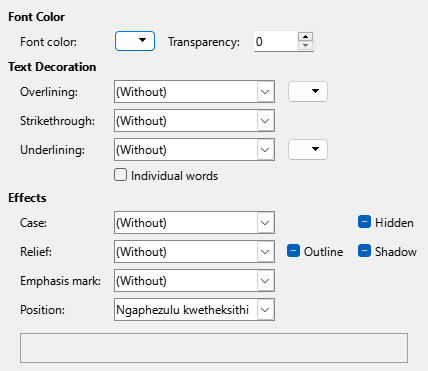 Font Color
Font color: Transparency: 0
Text Decoration
Overlining: (Without)
Strikethrough: (Without)
Underlining: (Without)
Individual words
Effects
Case: (Without) Hidden
Relief: (Without) Outline Shadow
Emphasis mark: (Without)
Position: Ngaphezulu kwetheksithi